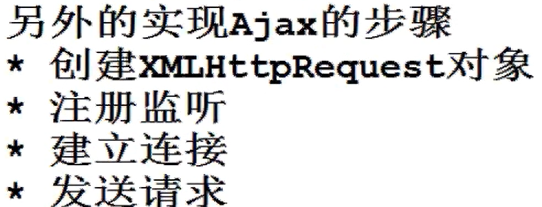 另外的实现Ajax的步骤
* 创建XMLHttpRequest对象
* 注册监听
* 建立连接
* 发送请求